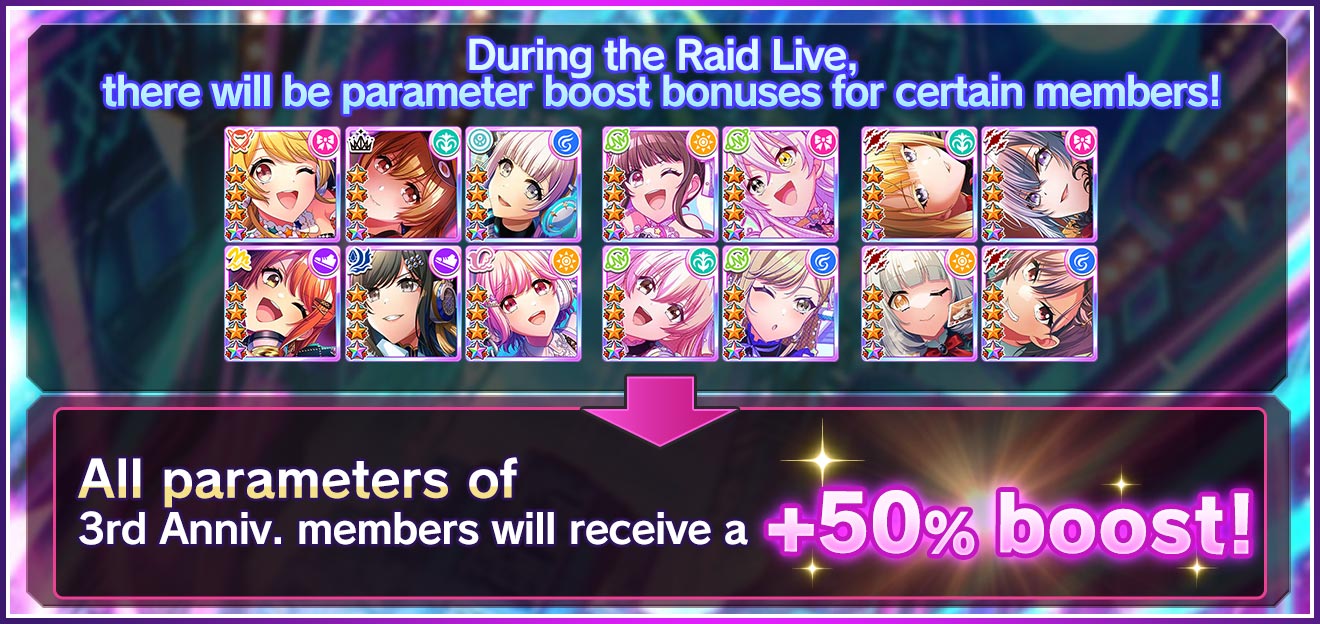 During the Raid Live,
there will be parameter boost bonuses for certain members!
All parameters of
3rd Anniv. members will receive a +50% boost!